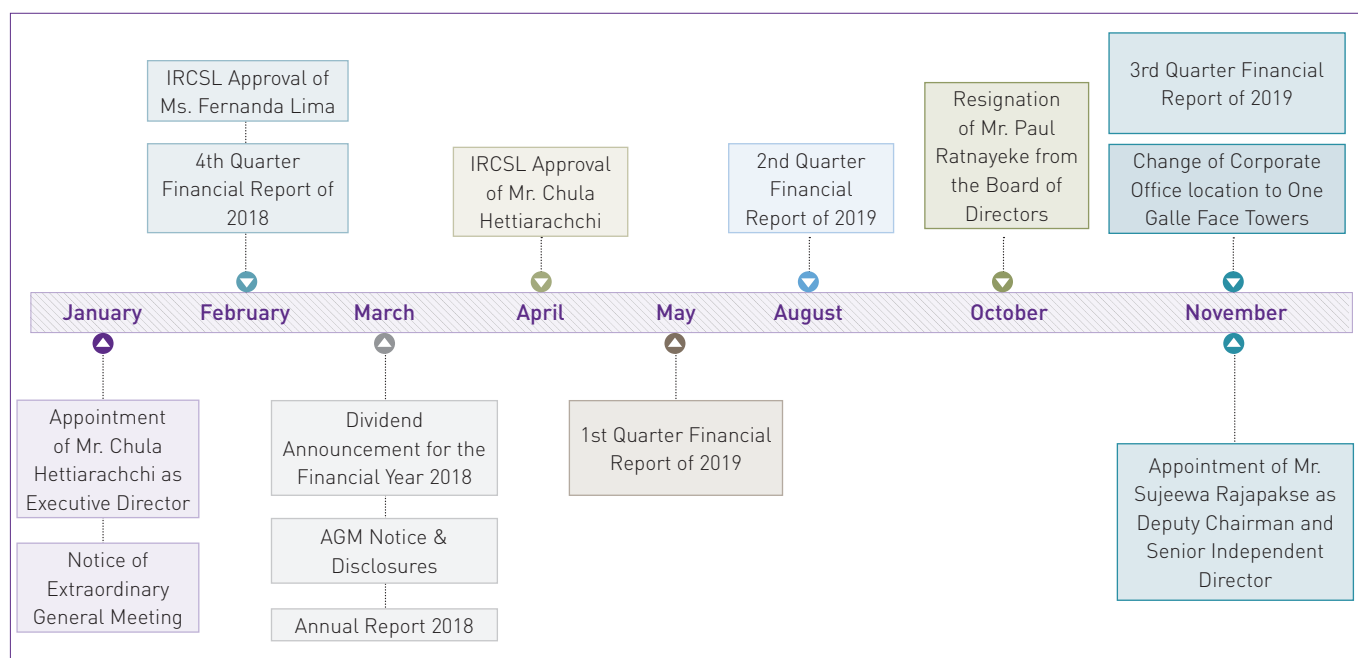 IRCSL Approval of
Ms. Fernanda Lima
4th Quarter
Financial Report of
2018
IRCSL Approval
of Mr. Chula
Hettiarachchi
2nd Quarter
Financial
Report of 2019
Resignation
of Mr. Paul
Ratnayeke from
the Board of
Directors
3rd Quarter Financial
Report of 2019
Change of Corporate
Office location to One
Galle Face Towers
January
February
March
April
May
August
October
November
Appointment
of Mr. Chula
Hettiarachchi as
Executive Director
Notice of
Extraordinary
General Meeting
Dividend
Announcement for the
Financial Year 2018
AGM Notice &
Disclosures
Annual Report 2018
1st Quarter Financial
Report of 2019
Appointment of Mr.
Sujeewa Rajapakse as
Deputy Chairman and
Senior Independent
Director